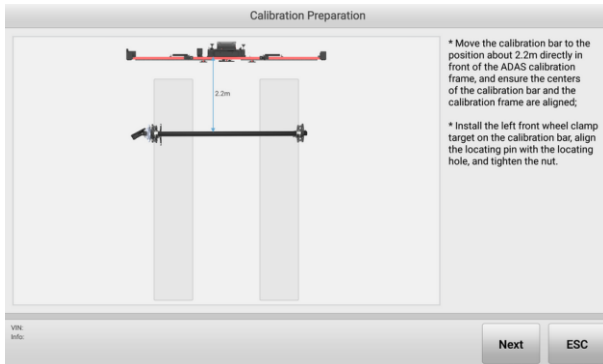 Calibration Preparation
* Move the calibration bar to the
position about 2.2m directly in
front of the ADAS calibration
frame, and ensure the centers
of the calibration bar and the
calibration frame are aligned;
* Install the left front wheel clamp
target on the calibration bar, align
the locating pin with the locating
hole, and tighten the nut.
2.2m
VIN:
Info:
Next
ESC